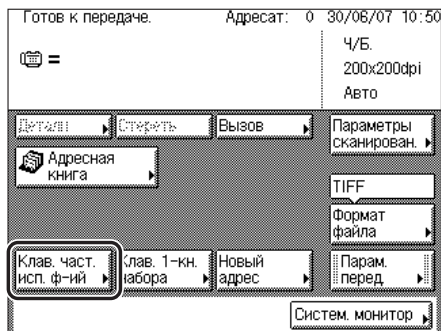 Готов к передаче. Адресат: 0 30/06/07 10:50
=
Ч/Б.
200x200dpi
Авто
Детали Стереть Вызов Параметры
сканирован.
Адресная
книга
TIFF
Формат
файла
Клав. част. Клав. 1-кн. Новый Парам.
исп. ф-ий набора адрес перед.
Систем. монитор